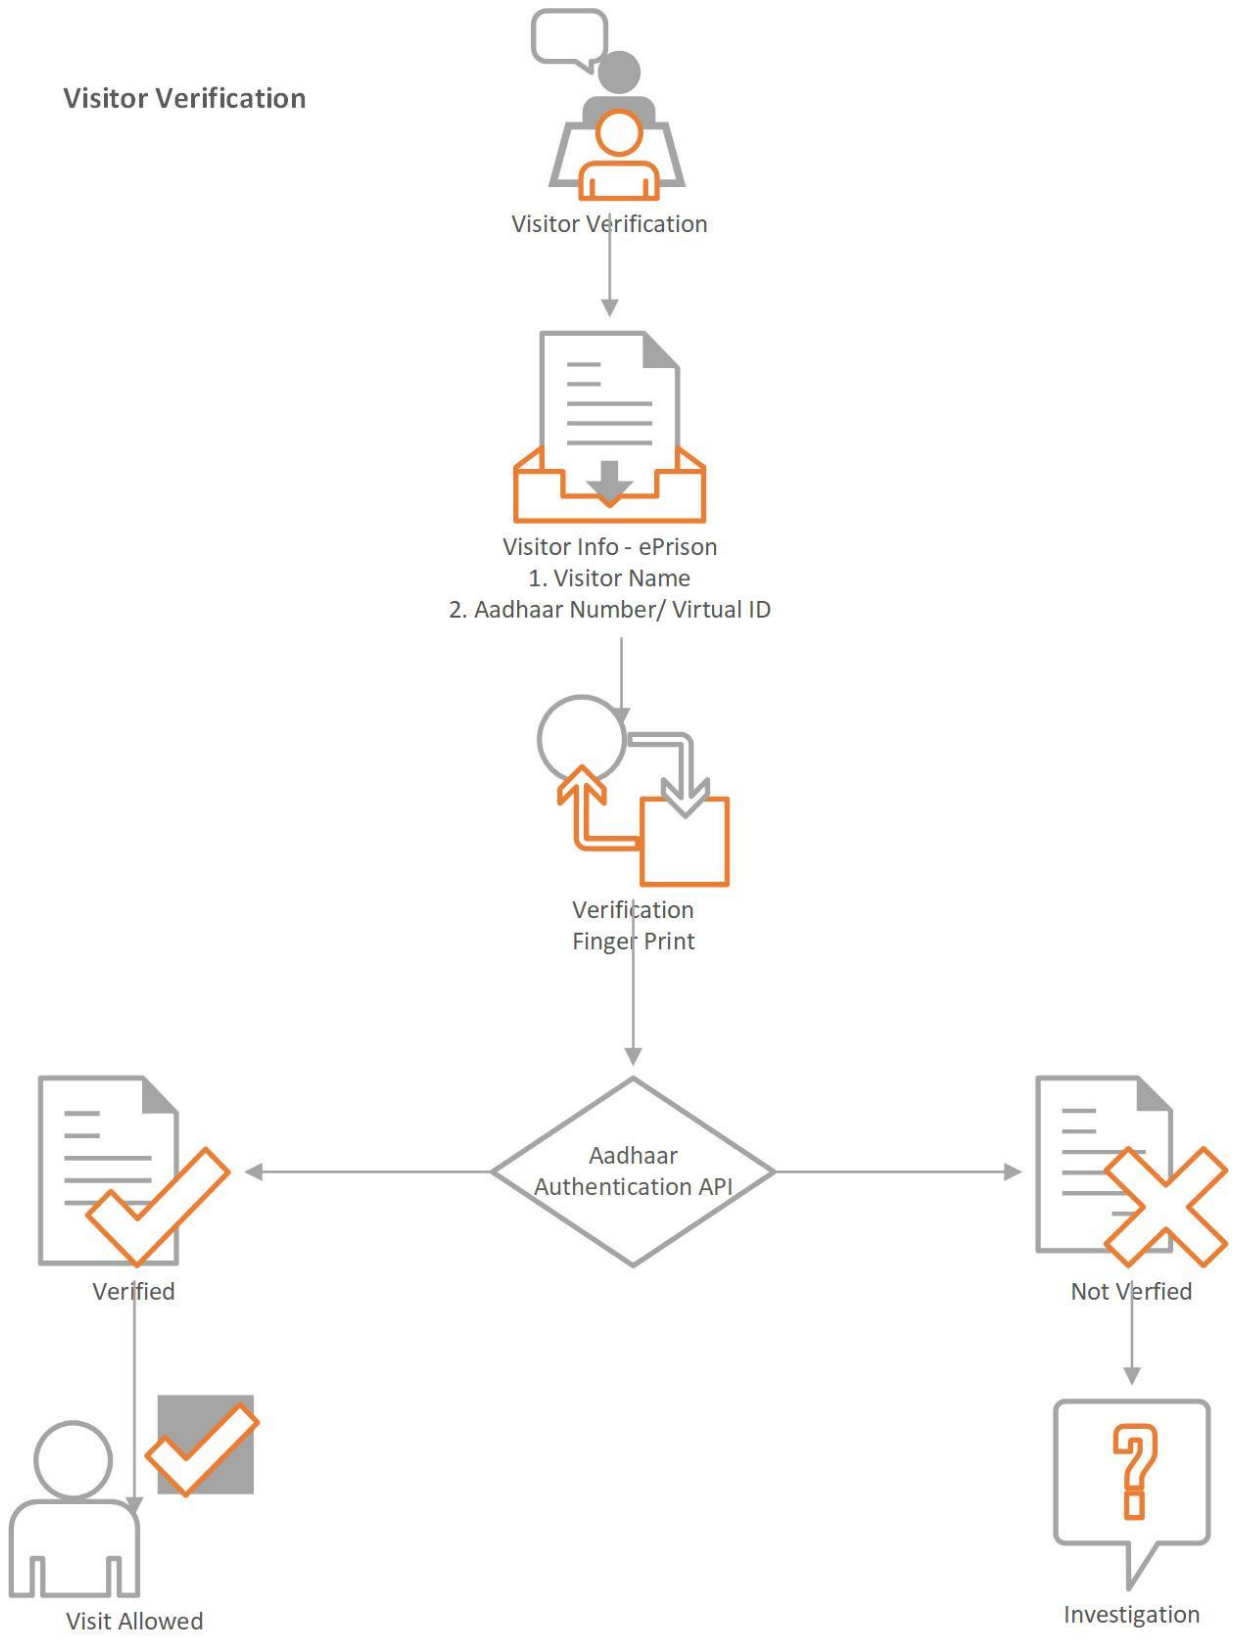 Visitor Verification
Visitor Verification
Visitor Info - ePrison
1. Visitor Name
2. Aadhaar Number/ Virtual ID
Verification
Finger Print
Aadhaar
Authentication API
Verified
Not Verfied
Visit Allowed
Investigation